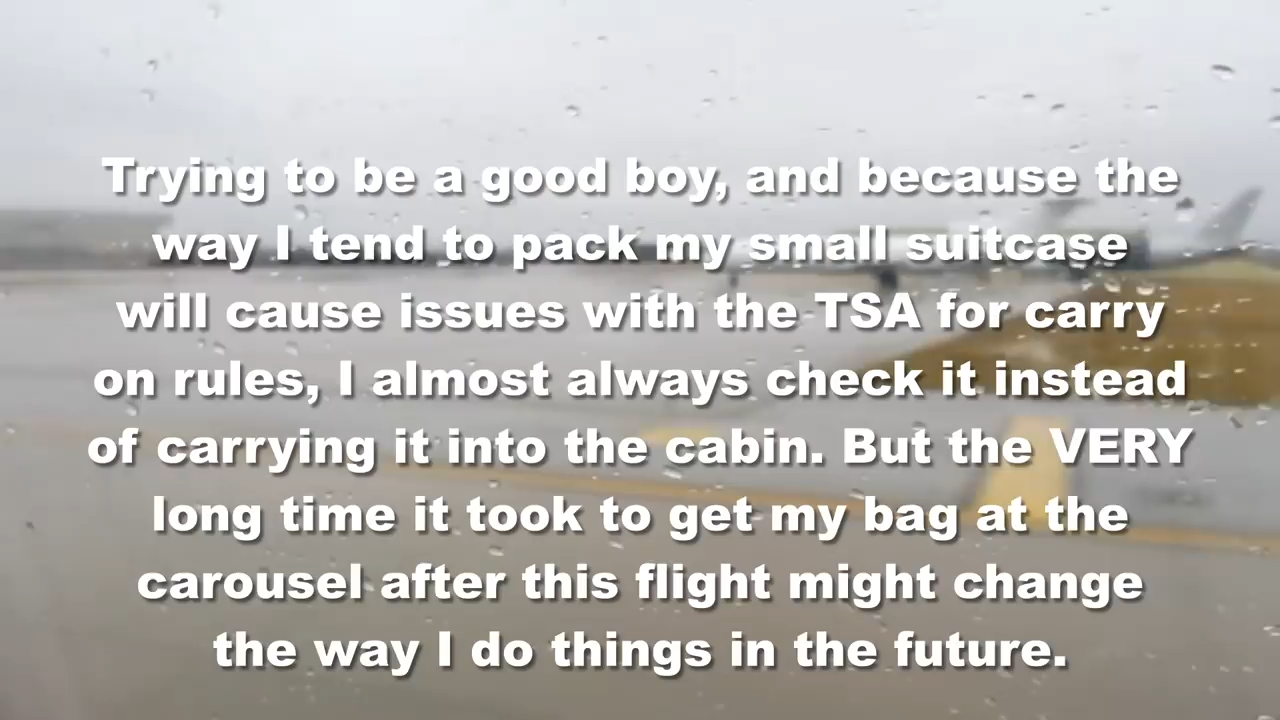 Trying to be a good boy, and because the
way I tend to pack my small suitcase
will cause issues with the TSA for carry
on rules, I almost always check it instead
of carrying it into the cabin. But the VERY
long time it took to get my bag at the
carousel after this flight might change
the way I do things in the future.